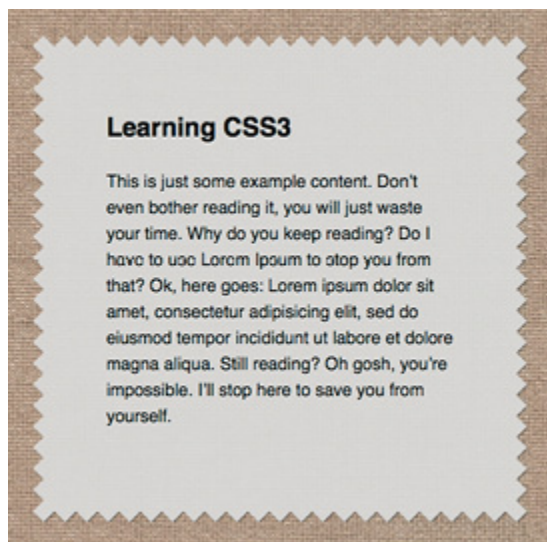 Learning CSS3
This is just some example content. Don't
even bother reading it, you will just waste
your time. Why do you keep reading? Do I
have to use Lorem Ipsum to stop you from
that? Ok, here goes: Lorem ipsum dolor sit
amet, consectetur adipisicing elit, sed do
eiusmod tempor incididunt ut labore et dolore
magna aliqua. Still reading? Oh gosh, you're
impossible. I'll stop here to save you from
yourself.